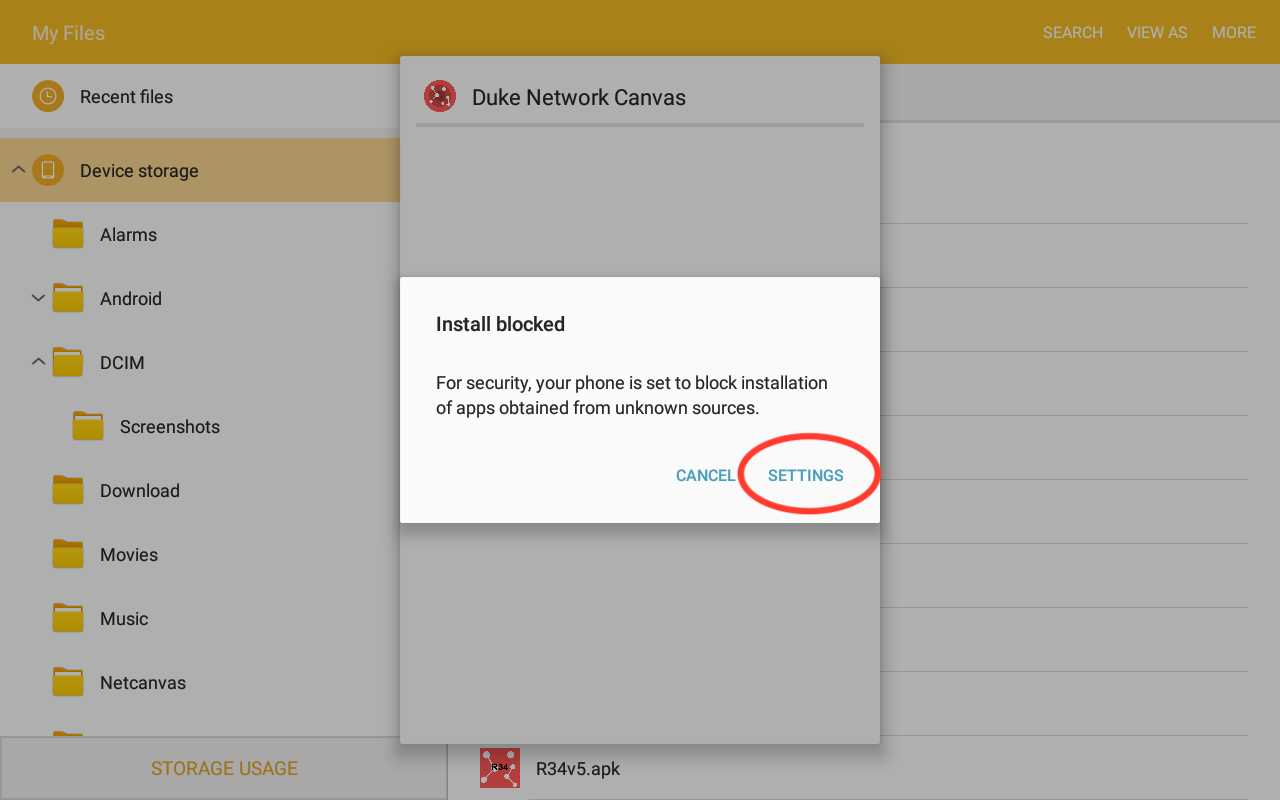 My Files
SEARCH
VIEW AS
MORE
Recent files
Device storage
Alarms
Android
DCIM
Screenshots
Download
Movies
Music
Netcanvas
STORAGE USAGE
Duke Network Canvas
Install blocked
For security, your phone is set to block installation
of apps obtained from unknown sources.
CANCEL
SETTINGS
R34
R34v5.apk